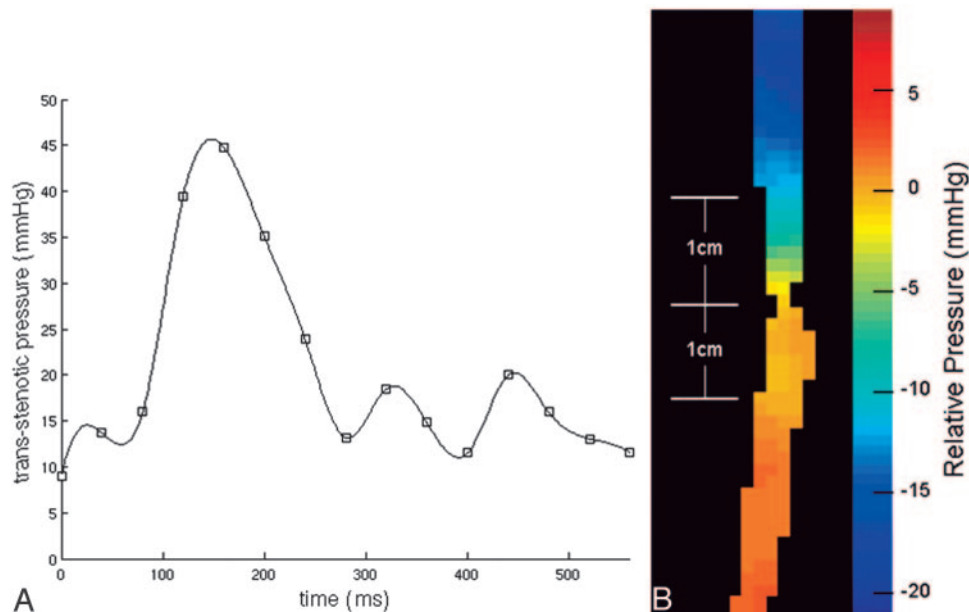 50
45
40
35
30
25
20
15
10
5
0
trans-stenotic pressure (mmHg)
0 100 200 300 400 500
time (ms)
A
1cm
1cm
5
0
-5
-10
-15
-20
Relative Pressure (mmHg)
B